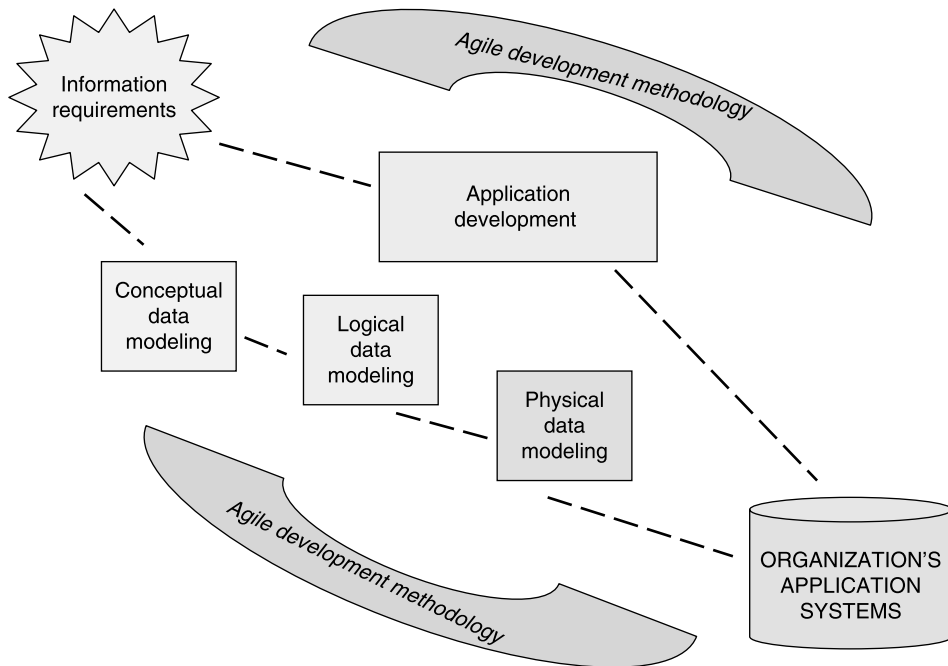 Agile development methodology
Information
requirements
Application
development
Conceptual
data
modeling
Logical
data
modeling
Physical
data
modeling
Agile development methodology
ORGANIZATION'S
APPLICATION
SYSTEMS